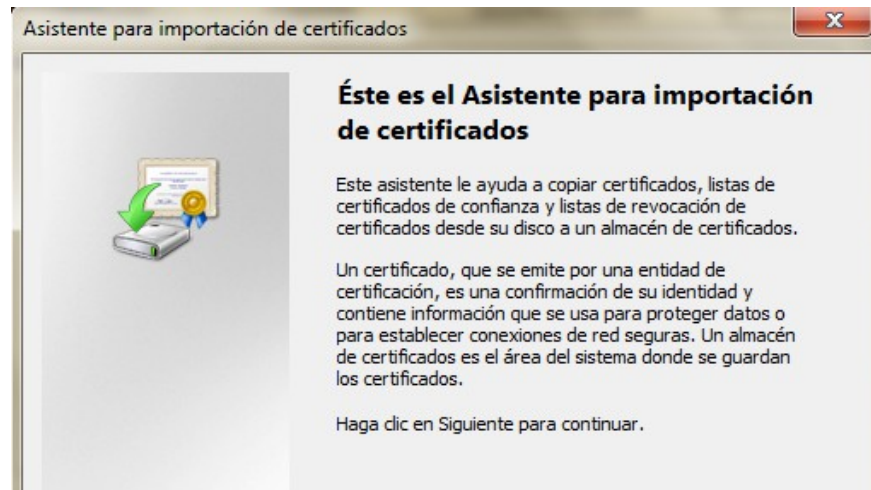 Asistente para importación de certificados
Éste es el Asistente para importación
de certificados
Este asistente le ayuda a copiar certificados, listas de
certificados de confianza y listas de revocación de
certificados desde su disco a un almacén de certificados.
Un certificado, que se emite por una entidad de
certificación, es una confirmación de su identidad y
contiene información que se usa para proteger datos o
para establecer conexiones de red seguras. Un almacén
de certificados es el área del sistema donde se guardan
los certificados.
Haga clic en Siguiente para continuar.